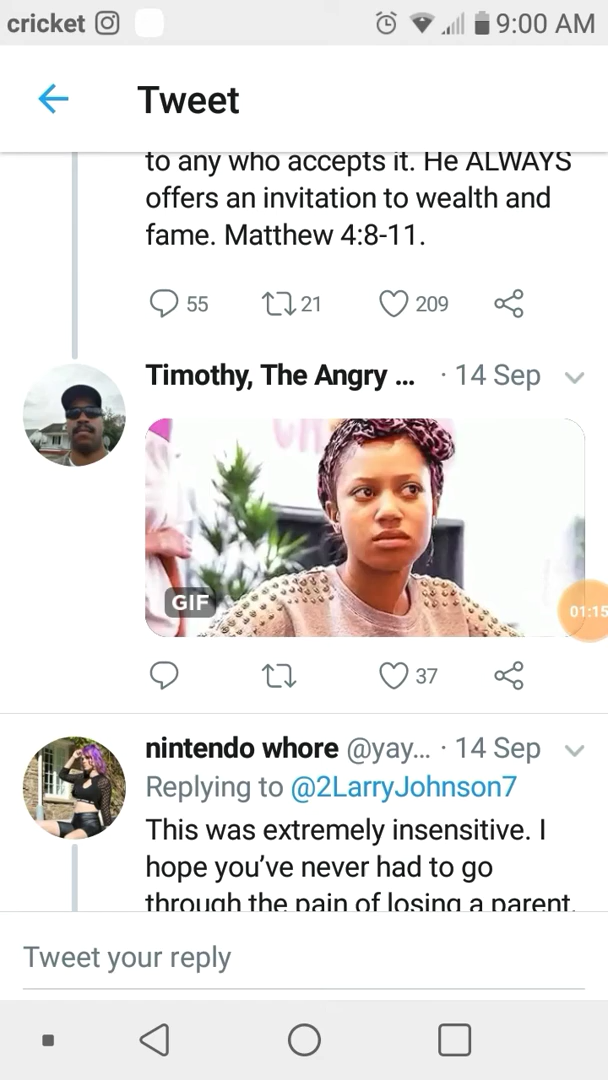 cricket 9:00 AM
Tweet
to any who accepts it. He ALWAYS
offers an invitation to wealth and
fame. Matthew 4:8-11.
55 21 209
Timothy, The Angry ... · 14 Sep
GIF
01:15
37
nintendo whore @yay... · 14 Sep
Replying to @2LarryJohnson7
This was extremely insensitive. I
hope you’ve never had to go
through the pain of losing a parent.
Tweet your reply